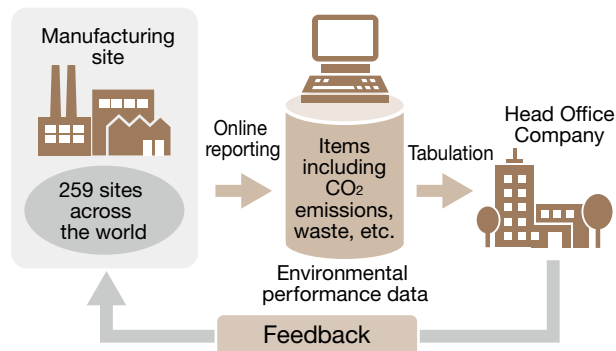 Manufacturing
site
259 sites
across
the world
Online
reporting
Items
including
CO₂
emissions,
waste, etc.
Environmental
performance data
Tabulation
Head Office
Company
Feedback